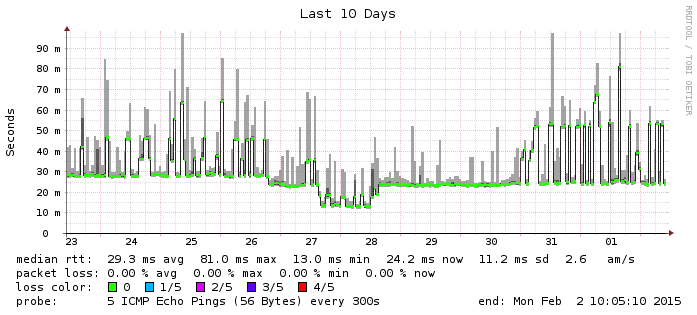 Last 10 Days
RRDTOOL / TOBI OETIKER
Seconds
90 m
80 m
70 m
60 m
50 m
40 m
30 m
20 m
10 m
0
23 24 25 26 27 28 29 30 31 01
median rtt: 29.3 ms avg 81.0 ms max 13.0 ms min 24.2 ms now 11.2 ms sd 2.6 am/s
packet loss: 0.00 % avg 0.00 % max 0.00 % min 0.00 % now
loss color: 0 1/5 2/5 3/5 4/5
probe: 5 ICMP Echo Pings (56 Bytes) every 300s end: Mon Feb 2 10:05:10 2015